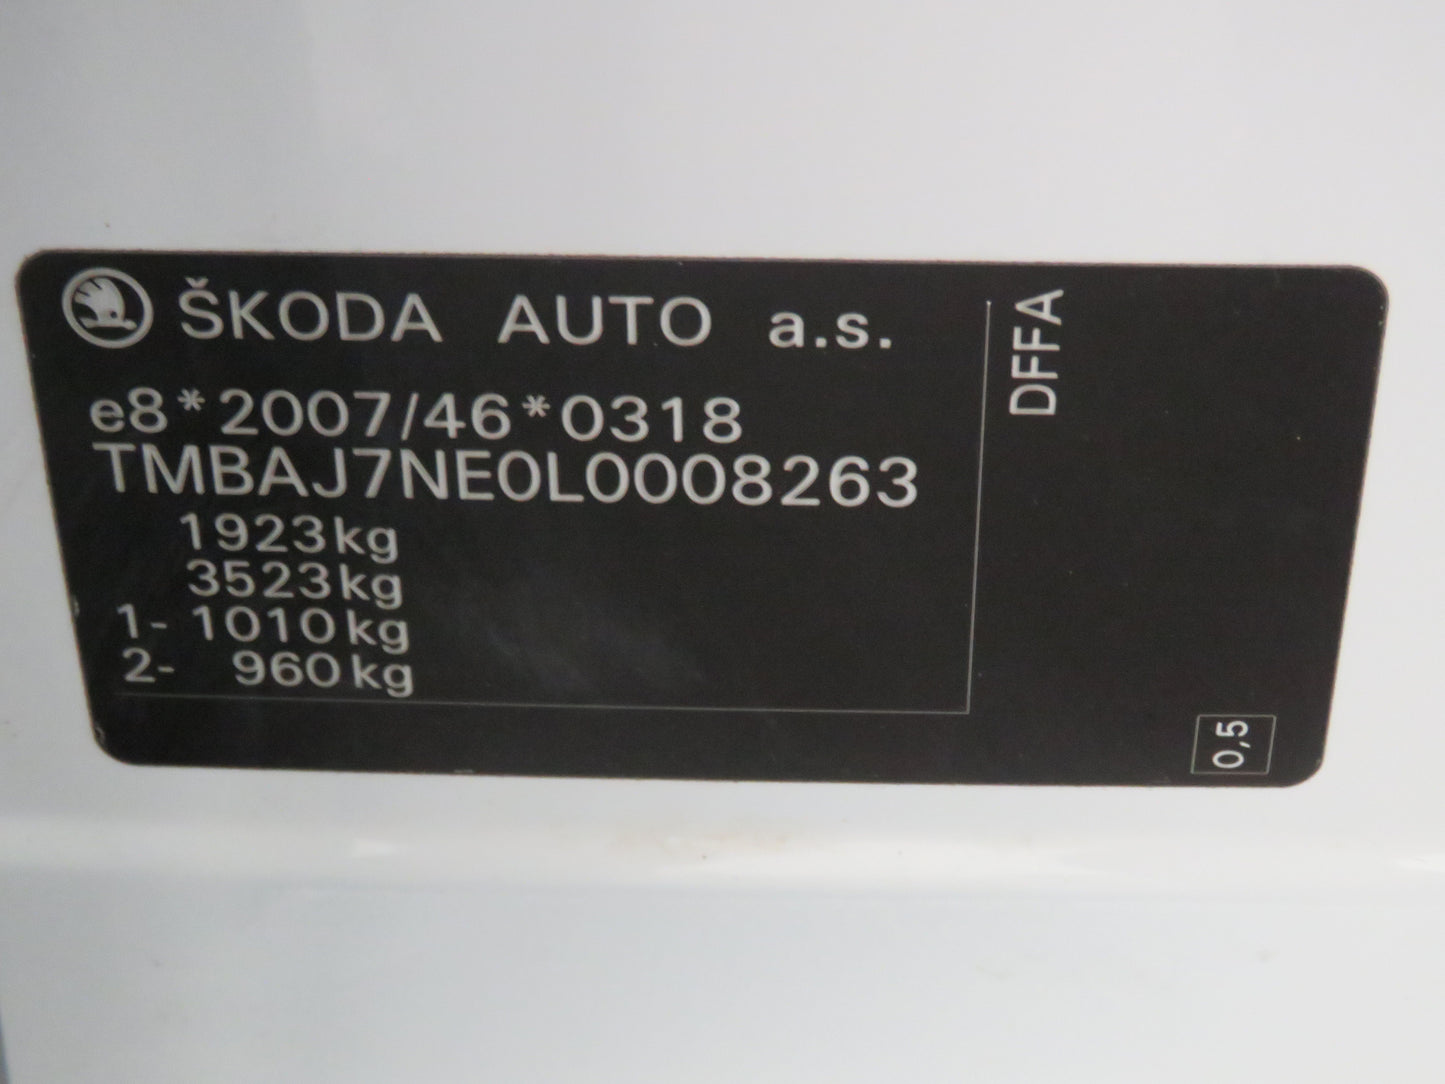 ŠKODA AUTO a.s.
e8*2007/46*0318
TMBAJ7NE0L0008263
1923kg
3523kg
1- 1010kg
2- 960kg
DFFA
0,5